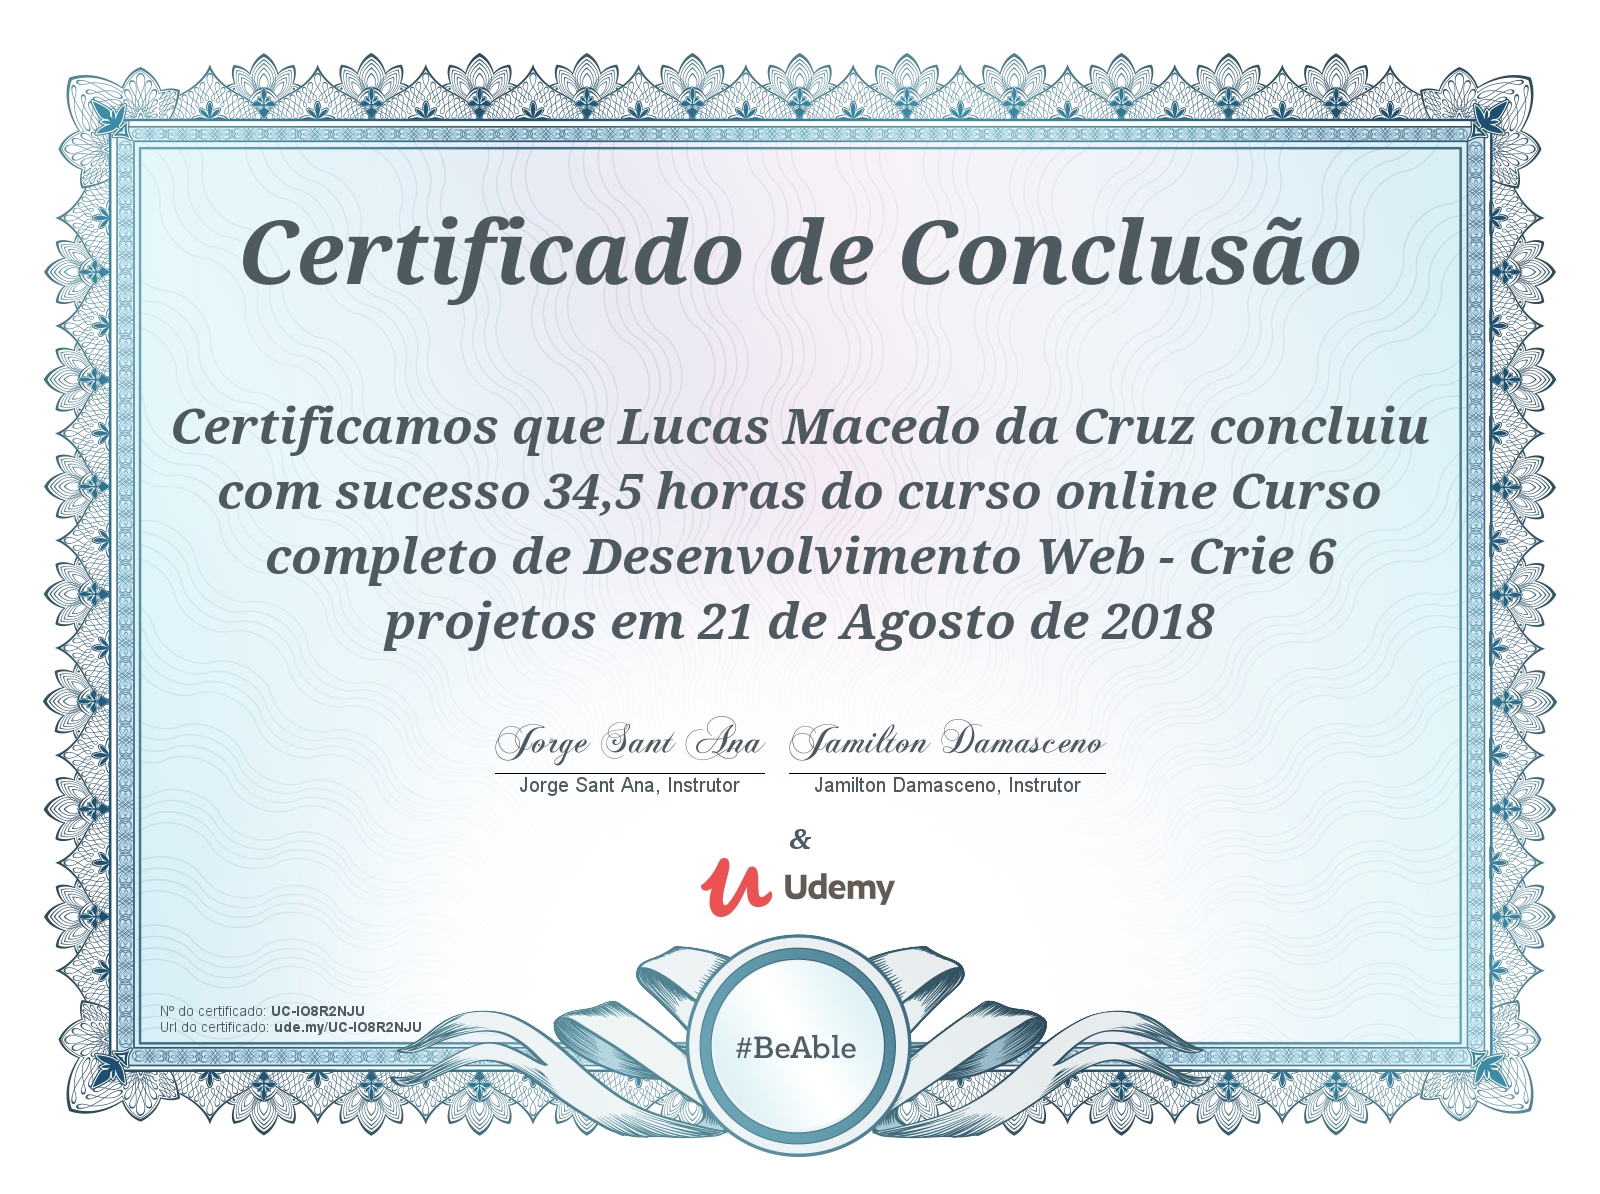 Certificado de Conclusão
Certificamos que Lucas Macedo da Cruz concluiu
com sucesso 34,5 horas do curso online Curso
completo de Desenvolvimento Web - Crie 6
projetos em 21 de Agosto de 2018
Jorge Sant Ana Jamilton Damasceno
Jorge Sant Ana, Instrutor Jamilton Damasceno, Instrutor
&
Udemy
Nº do certificado: UC-IO8R2NJU
Url do certificado: ude.my/UC-IO8R2NJU
#BeAble